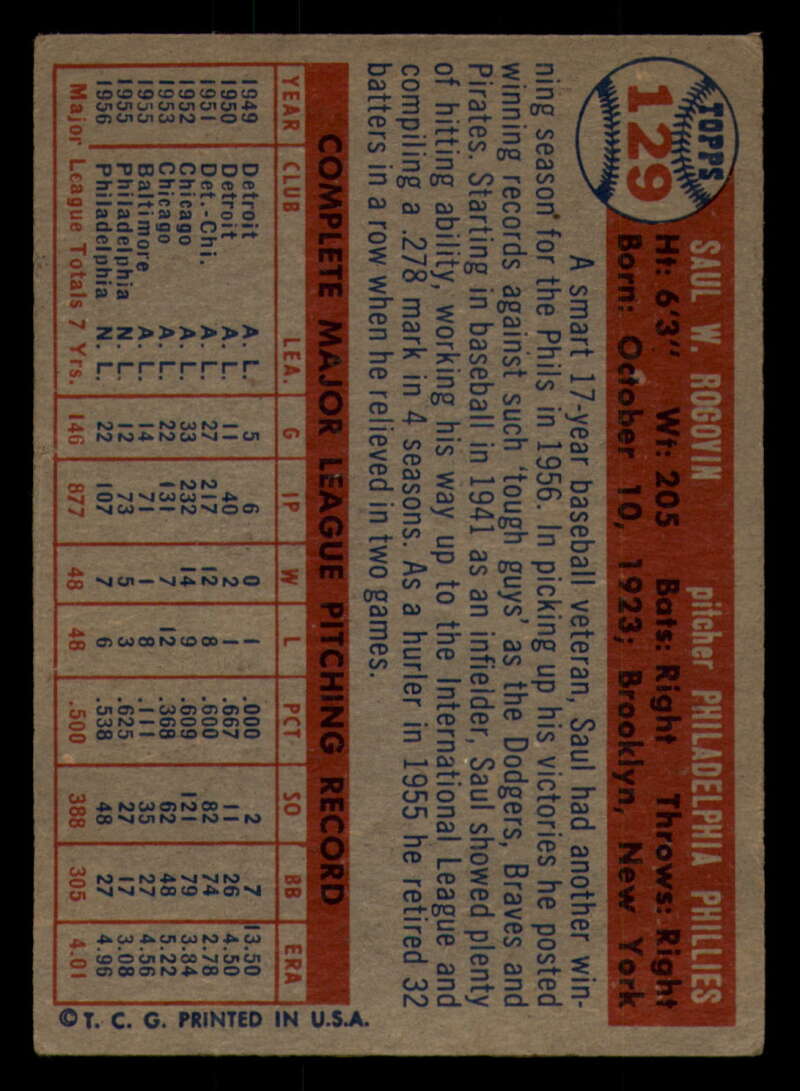 TOPPS
129
SAUL W. ROGOVIN pitcher PHILADELPHIA PHILLIES
Ht: 6'3" Wt: 205 Bats: Right Throws: Right
Born: October 10, 1923; Brooklyn, New York
A smart 17-year baseball veteran, Saul had another win-
ning season for the Phils in 1956. In picking up his victories he posted
winning records against such 'tough guys' as the Dodgers, Braves and
Pirates. Starting in baseball in 1941 as an infielder, Saul showed plenty
of hitting ability, working his way up to the International League and
compiling a .278 mark in 4 seasons. As a hurler in 1955 he retired 32
batters in a row when he relieved in two games.
COMPLETE MAJOR LEAGUE PITCHING RECORD
YEAR CLUB LEA. G IP W L PCT SO BB ERA
1949 Detroit A. L. 5 6 0 1 .000 2 7 13.50
1950 Detroit A. L. 11 40 2 1 .667 11 26 4.50
1951 Det.-Chi. A. L. 27 217 12 8 .600 82 74 2.78
1952 Chicago A. L. 33 232 14 9 .609 121 79 3.84
1953 Chicago A. L. 22 131 7 12 .368 62 48 5.22
1955 Baltimore A. L. 14 71 1 8 .111 35 27 4.56
1955 Philadelphia N. L. 12 73 5 3 .625 27 17 3.08
1956 Philadelphia N. L. 22 107 7 6 .538 48 27 4.96
Major League Totals 7 Yrs. 146 877 48 48 .500 388 305 4.01
© T. C. G. PRINTED IN U.S.A.